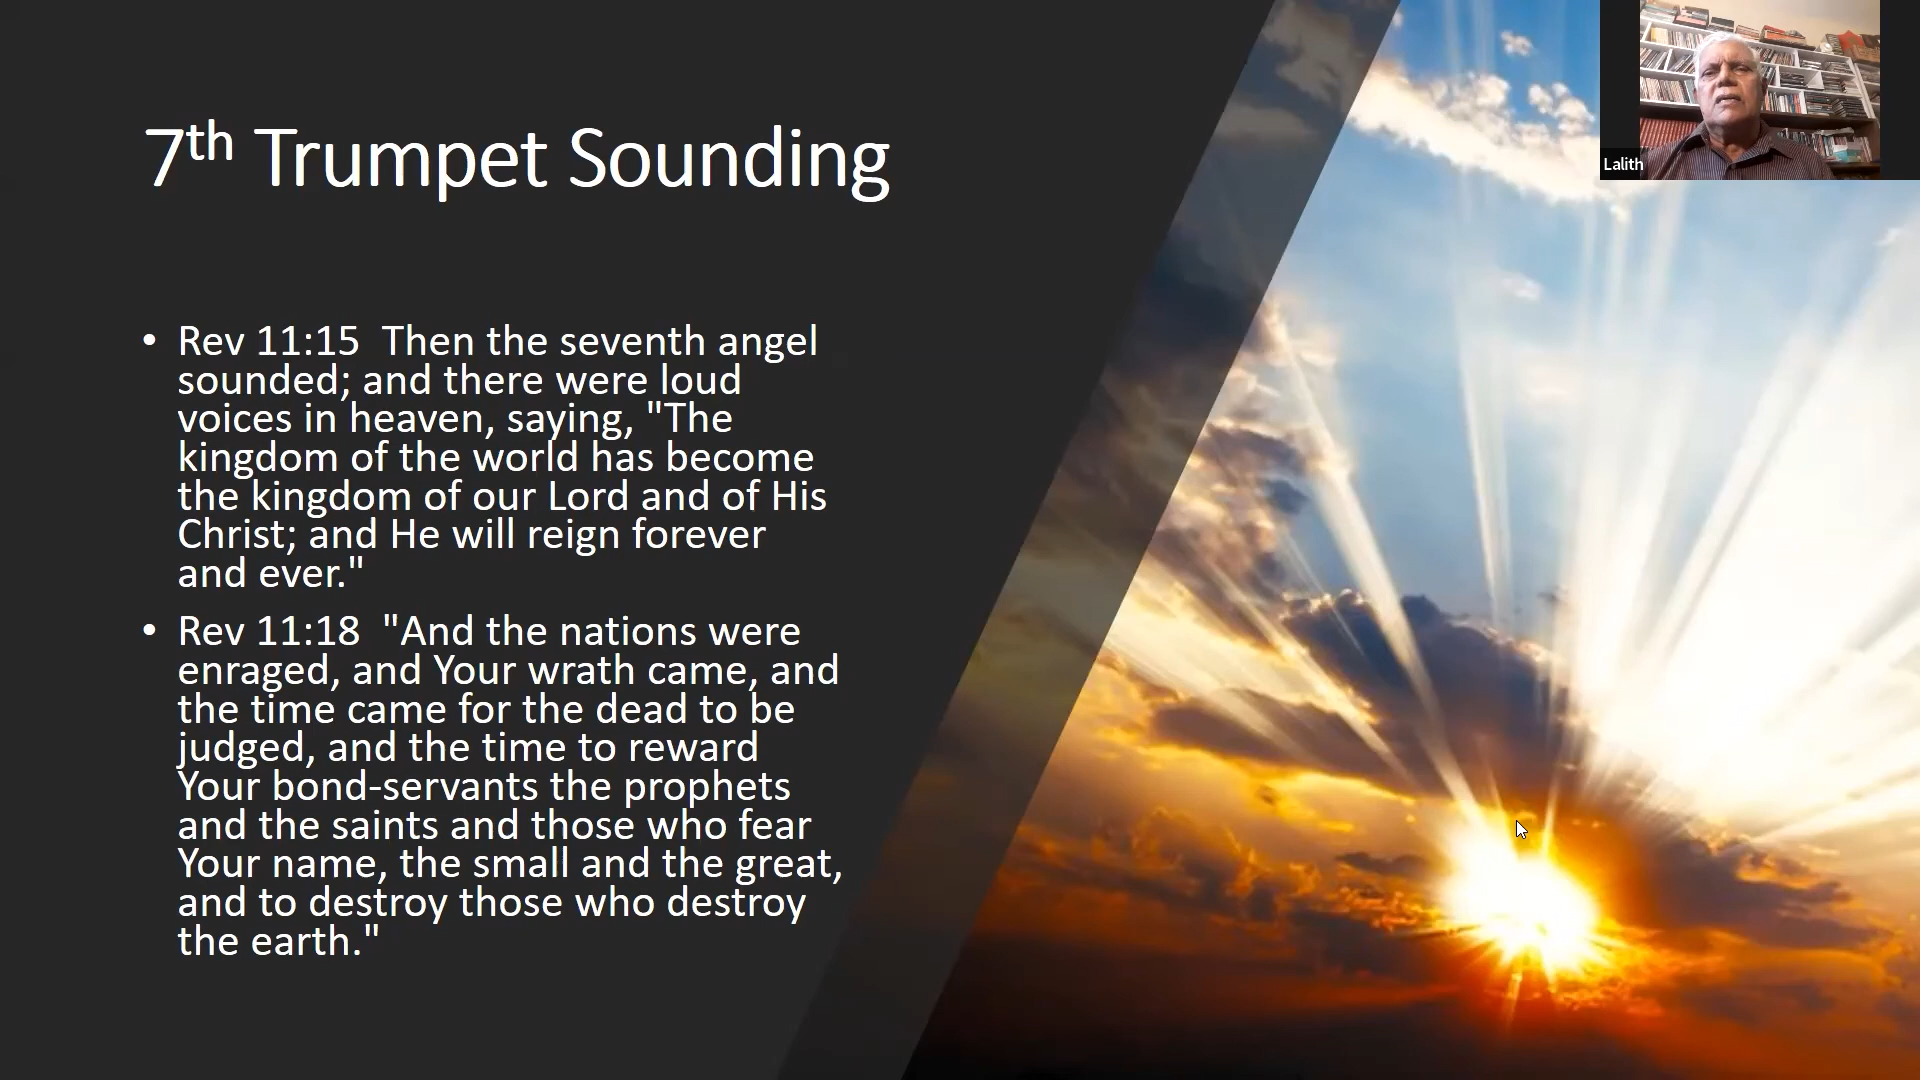 7th Trumpet Sounding
• Rev 11:15  Then the seventh angel
sounded; and there were loud
voices in heaven, saying, "The
kingdom of the world has become
the kingdom of our Lord and of His
Christ; and He will reign forever
and ever."
• Rev 11:18  "And the nations were
enraged, and Your wrath came, and
the time came for the dead to be
judged, and the time to reward
Your bond-servants the prophets
and the saints and those who fear
Your name, the small and the great,
and to destroy those who destroy
the earth."
Lalith